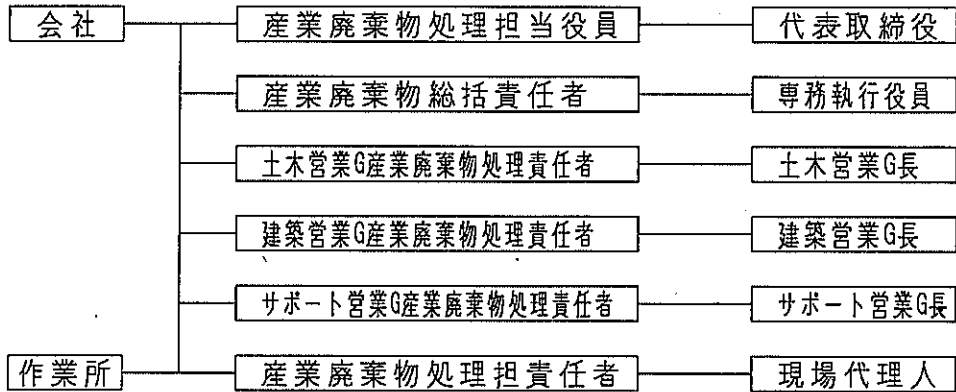 会社 産業廃棄物処理担当役員 代表取締役
産業廃棄物総括責任者 専務執行役員
土木営業G産業廃棄物処理責任者 土木営業G長
建築営業G産業廃棄物処理責任者 建築営業G長
サポート営業G産業廃棄物処理責任者 サポート営業G長
作業所 産業廃棄物処理担責任者 現場代理人